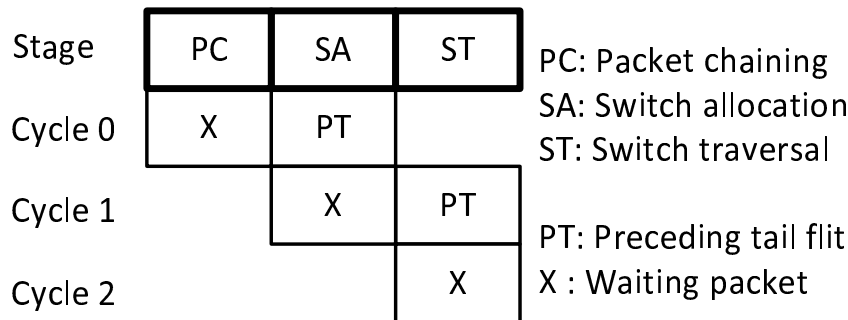 Stage PC SA ST
PC: Packet chaining
SA: Switch allocation
ST: Switch traversal
Cycle 0 X PT
Cycle 1 X PT
Cycle 2 X
PT: Preceding tail flit
X : Waiting packet